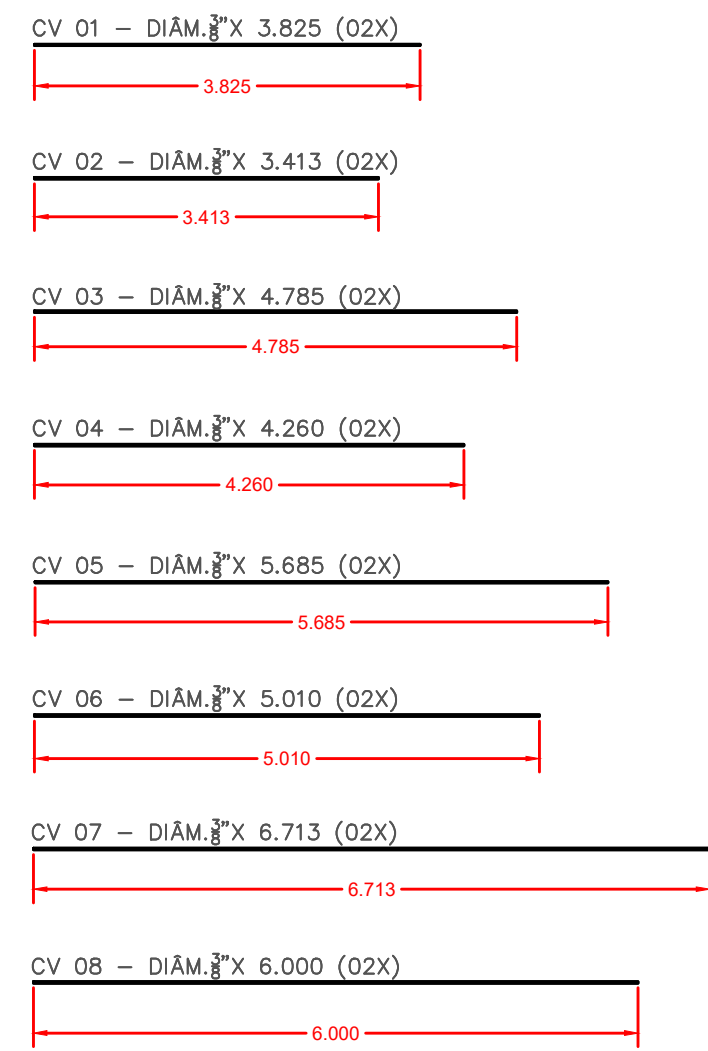 CV 01 - DIÂM.3/8"X 3.825 (02X)
3.825
CV 02 - DIÂM.3/8"X 3.413 (02X)
3.413
CV 03 - DIÂM.3/8"X 4.785 (02X)
4.785
CV 04 - DIÂM.3/8"X 4.260 (02X)
4.260
CV 05 - DIÂM.3/8"X 5.685 (02X)
5.685
CV 06 - DIÂM.3/8"X 5.010 (02X)
5.010
CV 07 - DIÂM.3/8"X 6.713 (02X)
6.713
CV 08 - DIÂM.3/8"X 6.000 (02X)
6.000